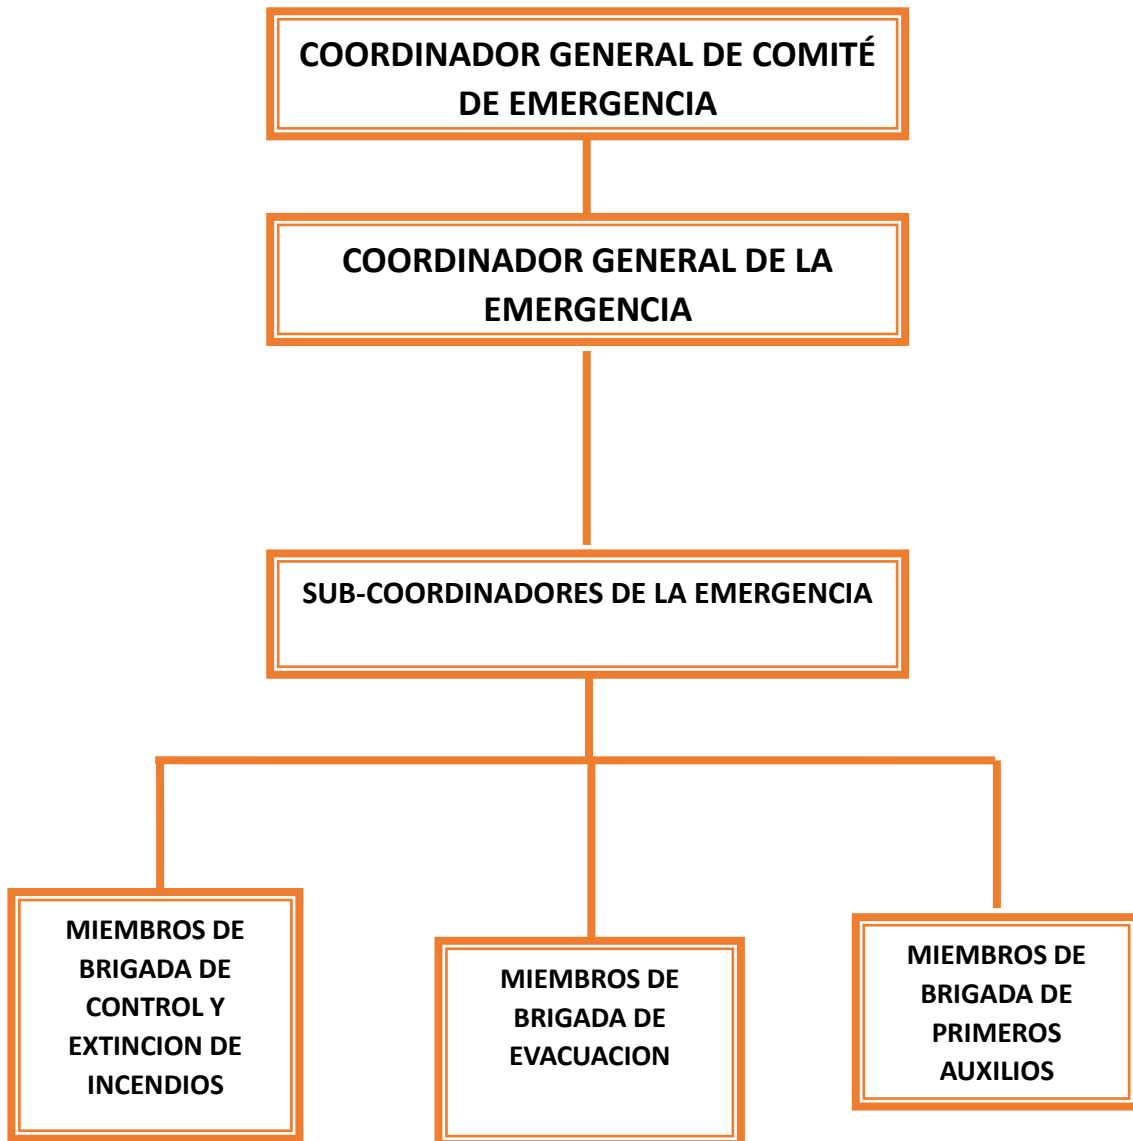 COORDINADOR GENERAL DE COMITÉ
DE EMERGENCIA
COORDINADOR GENERAL DE LA
EMERGENCIA
SUB-COORDINADORES DE LA EMERGENCIA
MIEMBROS DE
BRIGADA DE
CONTROL Y
EXTINCION DE
INCENDIOS
MIEMBROS DE
BRIGADA DE
EVACUACION
MIEMBROS DE
BRIGADA DE
PRIMEROS
AUXILIOS